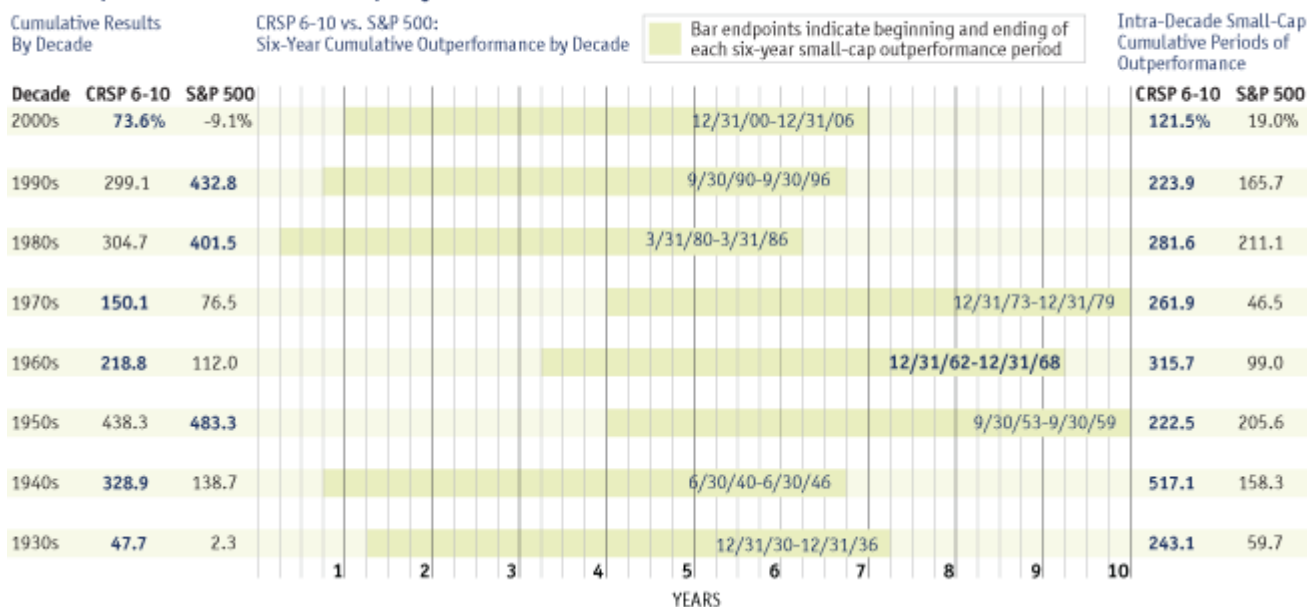 Cumulative Results
By Decade
CRSP 6-10 vs. S&P 500:
Six-Year Cumulative Outperformance by Decade
Bar endpoints indicate beginning and ending of
each six-year small-cap outperformance period
Intra-Decade Small-Cap
Cumulative Periods of
Outperformance
Decade CRSP 6-10 S&P 500 CRSP 6-10 S&P 500
2000s 73.6% -9.1% 12/31/00-12/31/06 121.5% 19.0%
1990s 299.1 432.8 9/30/90-9/30/96 223.9 165.7
1980s 304.7 401.5 3/31/80-3/31/86 281.6 211.1
1970s 150.1 76.5 12/31/73-12/31/79 261.9 46.5
1960s 218.8 112.0 12/31/62-12/31/68 315.7 99.0
1950s 438.3 483.3 9/30/53-9/30/59 222.5 205.6
1940s 328.9 138.7 6/30/40-6/30/46 517.1 158.3
1930s 47.7 2.3 12/31/30-12/31/36 243.1 59.7
1 2 3 4 5 6 7 8 9 10
YEARS